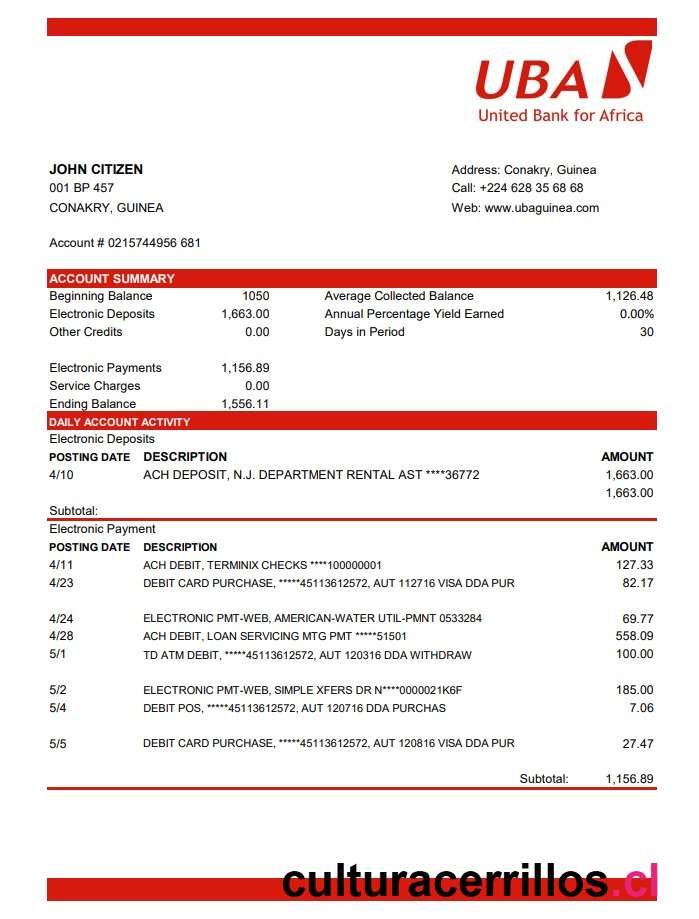 UBA
United Bank for Africa
JOHN CITIZEN
Address: Conakry, Guinea
001 BP 457
Call: +224 628 35 68 68
CONAKRY, GUINEA
Web: www.ubaguinea.com
Account # 0215744956 681
ACCOUNT SUMMARY
Beginning Balance 1050 Average Collected Balance 1,126.48
Electronic Deposits 1,663.00 Annual Percentage Yield Earned 0.00%
Other Credits 0.00 Days in Period 30
Electronic Payments 1,156.89
Service Charges 0.00
Ending Balance 1,556.11
DAILY ACCOUNT ACTIVITY
Electronic Deposits
POSTING DATE DESCRIPTION AMOUNT
4/10 ACH DEPOSIT, N.J. DEPARTMENT RENTAL AST ****36772 1,663.00
1,663.00
Subtotal:
Electronic Payment
POSTING DATE DESCRIPTION AMOUNT
4/11 ACH DEBIT, TERMINIX CHECKS ****100000001 127.33
4/23 DEBIT CARD PURCHASE, *****45113612572, AUT 112716 VISA DDA PUR 82.17
4/24 ELECTRONIC PMT-WEB, AMERICAN-WATER UTIL-PMNT 0533284 69.77
4/28 ACH DEBIT, LOAN SERVICING MTG PMT *****51501 558.09
5/1 TD ATM DEBIT, *****45113612572, AUT 120316 DDA WITHDRAW 100.00
5/2 ELECTRONIC PMT-WEB, SIMPLE XFERS DR N****0000021K6F 185.00
5/4 DEBIT POS, *****45113612572, AUT 120716 DDA PURCHAS 7.06
5/5 DEBIT CARD PURCHASE, *****45113612572, AUT 120816 VISA DDA PUR 27.47
Subtotal: 1,156.89
culturacerrillos.cl